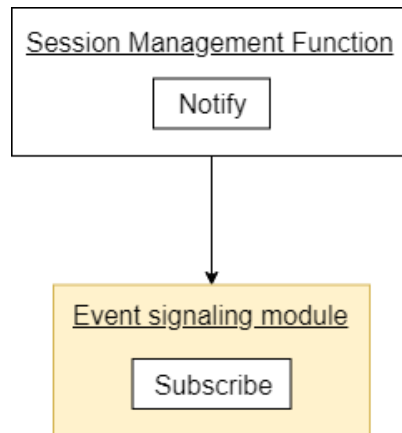 Session Management Function
Notify
Event signaling module
Subscribe